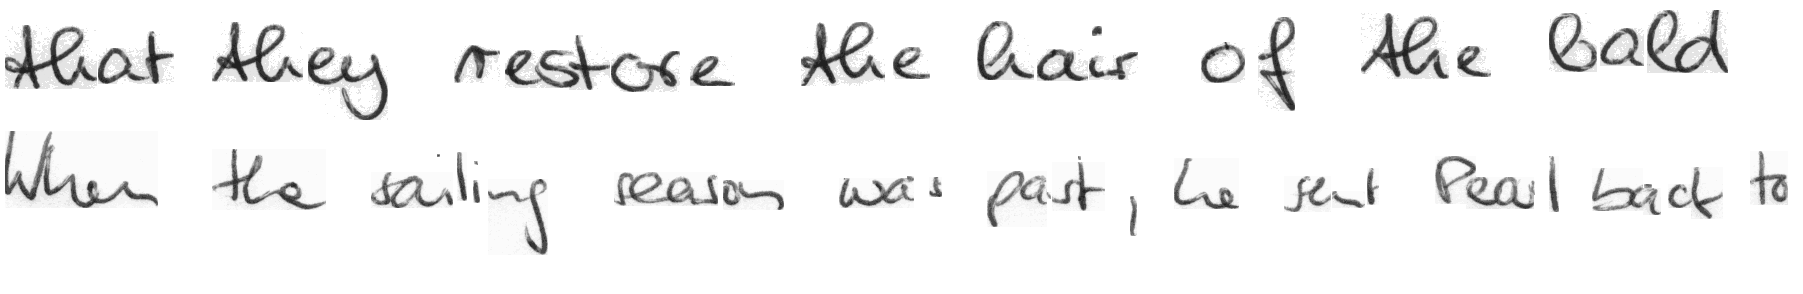 that they restore the hair of the bald
When the sailing season was past, he sent Pearl back to